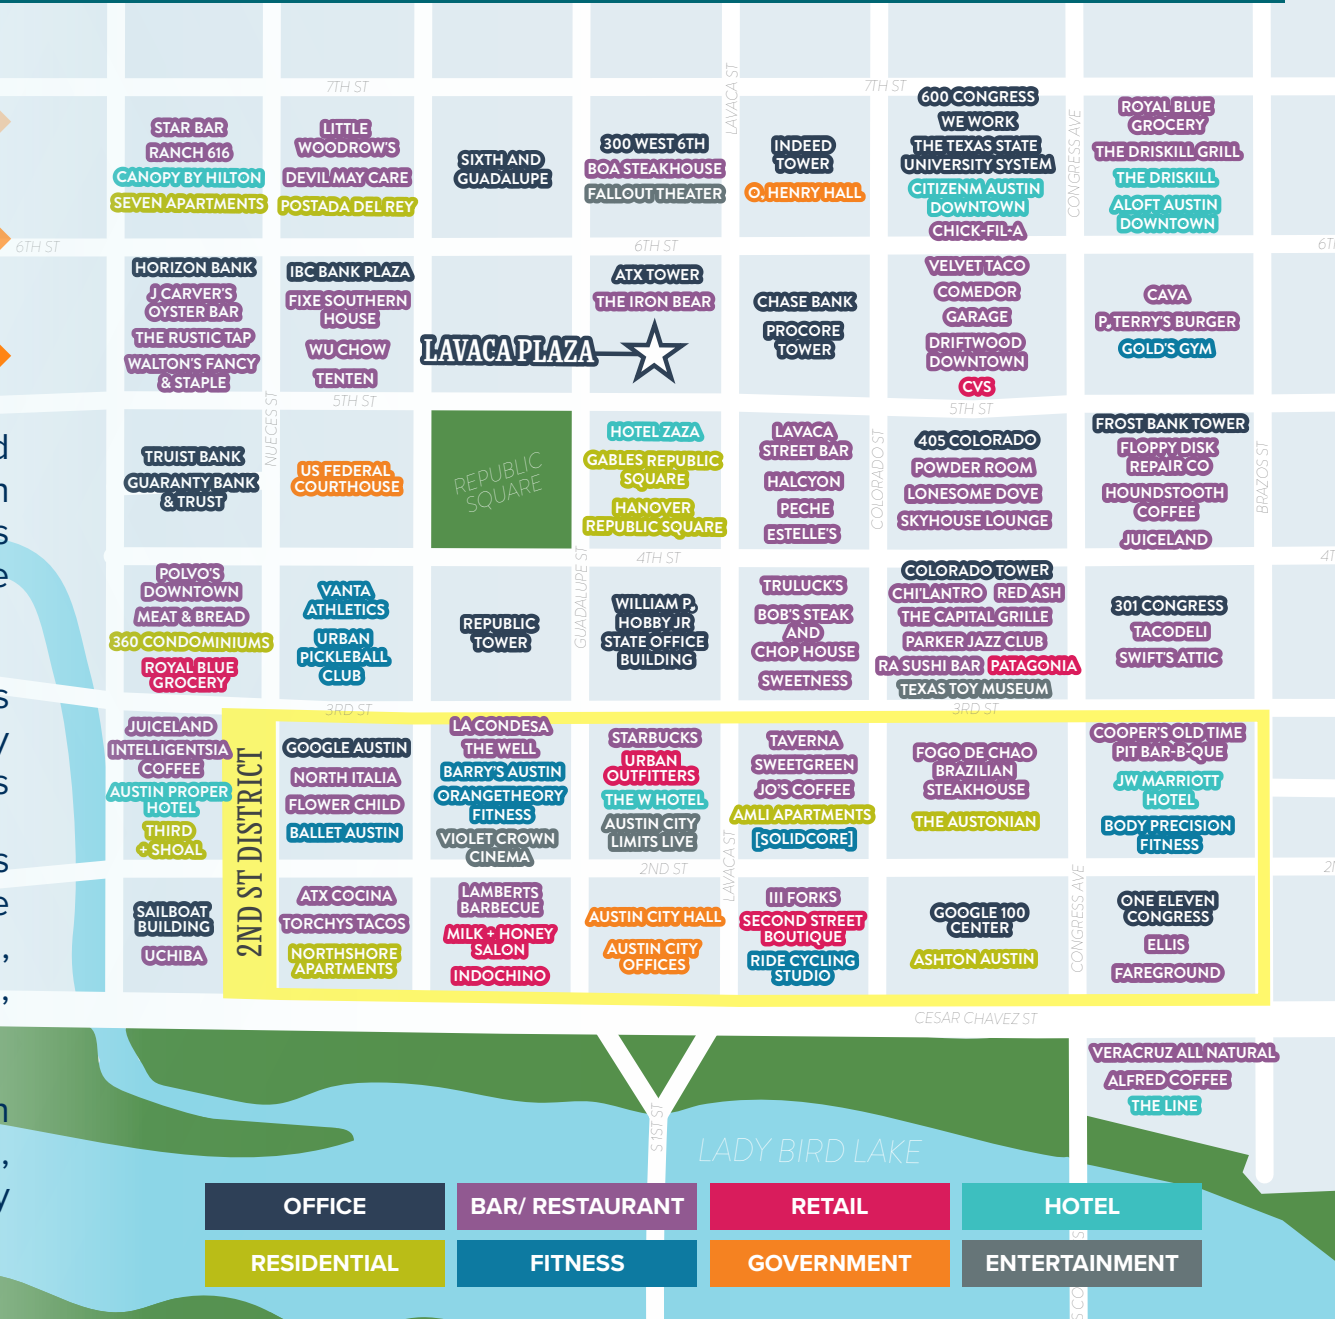 7TH ST
LAVACA ST
7TH ST
CONGRESS AVE
STAR BAR
RANCH 616
CANOPY BY HILTON
SEVEN APARTMENTS
LITTLE
WOODROW'S
DEVIL MAY CARE
POSTADA DEL REY
SIXTH AND
GUADALUPE
300 WEST 6TH
BOA STEAKHOUSE
FALLOUT THEATER
INDEED
TOWER
O. HENRY HALL
600 CONGRESS
WE WORK
THE TEXAS STATE
UNIVERSITY SYSTEM
CITIZENM AUSTIN
DOWNTOWN
CHICK-FIL-A
ROYAL BLUE
GROCERY
THE DRISKILL GRILL
THE DRISKILL
ALOFT AUSTIN
DOWNTOWN
6TH ST
6TH ST
6T
HORIZON BANK
J CARVER'S
OYSTER BAR
THE RUSTIC TAP
WALTON'S FANCY
& STAPLE
IBC BANK PLAZA
FIXE SOUTHERN
HOUSE
WU CHOW
TENTEN
LAVACA PLAZA
ATX TOWER
THE IRON BEAR
CHASE BANK
PROCORE
TOWER
VELVET TACO
COMEDOR
GARAGE
DRIFTWOOD
DOWNTOWN
CVS
CAVA
P.TERRY'S BURGER
GOLD'S GYM
NUECES ST
5TH ST
5TH ST
COLORADO ST
BRAZOS ST
d
TRUIST BANK
GUARANTY BANK
& TRUST
US FEDERAL
COURTHOUSE
REPUBLIC
SQUARE
HOTEL ZAZA
GABLES REPUBLIC
SQUARE
HANOVER
REPUBLIC SQUARE
LAVACA
STREET BAR
HALCYON
PECHE
ESTELLE'S
405 COLORADO
POWDER ROOM
LONESOME DOVE
SKYHOUSE LOUNGE
FROST BANK TOWER
FLOPPY DISK
REPAIR CO
HOUNDSTOOTH
COFFEE
JUICELAND
n
s
e
GUADALUPE ST
4TH ST
4T
POLVO'S
DOWNTOWN
MEAT & BREAD
360 CONDOMINIUMS
ROYAL BLUE
GROCERY
VANTA
ATHLETICS
URBAN
PICKLEBALL
CLUB
REPUBLIC
TOWER
WILLIAM P.
HOBBY JR
STATE OFFICE
BUILDING
TRULUCK'S
BOB'S STEAK
AND
CHOP HOUSE
SWEETNESS
COLORADO TOWER
CHI'LANTRO RED ASH
THE CAPITAL GRILLE
PARKER JAZZ CLUB
RA SUSHI BAR PATAGONIA
TEXAS TOY MUSEUM
301 CONGRESS
TACODELI
SWIFT'S ATTIC
s
y
s
3RD ST
3RD ST
2ND ST DISTRICT
JUICELAND
INTELLIGENTSIA
COFFEE
AUSTIN PROPER
HOTEL
THIRD
+ SHOAL
GOOGLE AUSTIN
NORTH ITALIA
FLOWER CHILD
BALLET AUSTIN
LA CONDESA
THE WELL
BARRY'S AUSTIN
ORANGETHEORY
FITNESS
VIOLET CROWN
CINEMA
STARBUCKS
URBAN
OUTFITTERS
THE W HOTEL
AUSTIN CITY
LIMITS LIVE
TAVERNA
SWEETGREEN
JO'S COFFEE
AMLI APARTMENTS
[SOLIDCORE]
FOGO DE CHAO
BRAZILIAN
STEAKHOUSE
THE AUSTONIAN
COOPER'S OLD TIME
PIT BAR-B-QUE
JW MARRIOTT
HOTEL
BODY PRECISION
FITNESS
2ND ST
LAVACA ST
CONGRESS AVE
2N
s
e
,
,
SAILBOAT
BUILDING
UCHIBA
ATX COCINA
TORCHYS TACOS
NORTHSHORE
APARTMENTS
LAMBERTS
BARBECUE
MILK + HONEY
SALON
INDOCHINO
AUSTIN CITY HALL
AUSTIN CITY
OFFICES
III FORKS
SECOND STREET
BOUTIQUE
RIDE CYCLING
STUDIO
GOOGLE 100
CENTER
ASHTON AUSTIN
ONE ELEVEN
CONGRESS
ELLIS
FAREGROUND
CESAR CHAVEZ ST
VERACRUZ ALL NATURAL
ALFRED COFFEE
THE LINE
n
,
y
S 1ST ST
LADY BIRD LAKE
OFFICE
BAR/ RESTAURANT
RETAIL
HOTEL
RESIDENTIAL
FITNESS
GOVERNMENT
ENTERTAINMENT
S CO
S